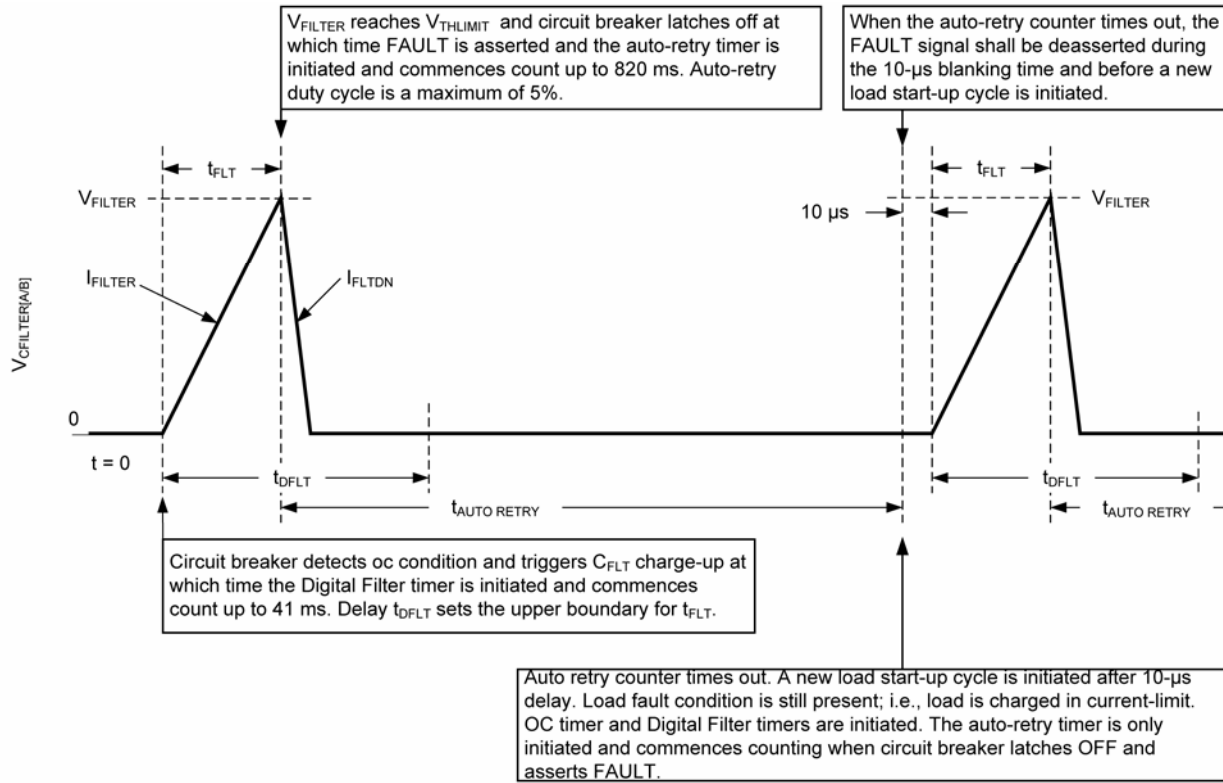 VFILTER reaches VTHLIMIT and circuit breaker latches off at
which time FAULT is asserted and the auto-retry timer is
initiated and commences count up to 820 ms. Auto-retry
duty cycle is a maximum of 5%.
When the auto-retry counter times out, the
FAULT signal shall be deasserted during
the 10-µs blanking time and before a new
load start-up cycle is initiated.
tFLT
tFLT
VFILTER
VFILTER
10 µs
IFILTER
IFLTDN
VCFILTER[A/B]
0
t = 0
tDFLT
tDFLT
tAUTO RETRY
tAUTO RETRY
Circuit breaker detects oc condition and triggers CFLT charge-up at
which time the Digital Filter timer is initiated and commences
count up to 41 ms. Delay tDFLT sets the upper boundary for tFLT.
Auto retry counter times out. A new load start-up cycle is initiated after 10-µs
delay. Load fault condition is still present; i.e., load is charged in current-limit.
OC timer and Digital Filter timers are initiated. The auto-retry timer is only
initiated and commences counting when circuit breaker latches OFF and
asserts FAULT.